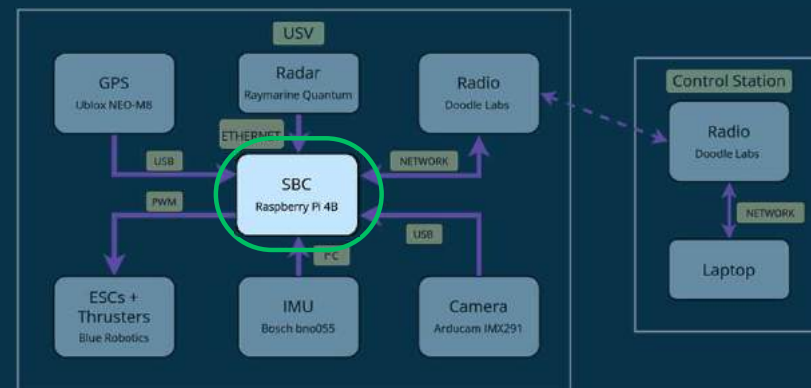 USV
GPS
Ublox NEO-M8
Radar
Raymarine Quantum
Radio
Doodle Labs
Control Station
Radio
Doodle Labs
ETHERNET
USB
NETWORK
SBC
Raspberry Pi 4B
PWM
USB
NETWORK
I²C
ESCs +
Thrusters
Blue Robotics
IMU
Bosch bno055
Camera
Arducam IMX291
Laptop